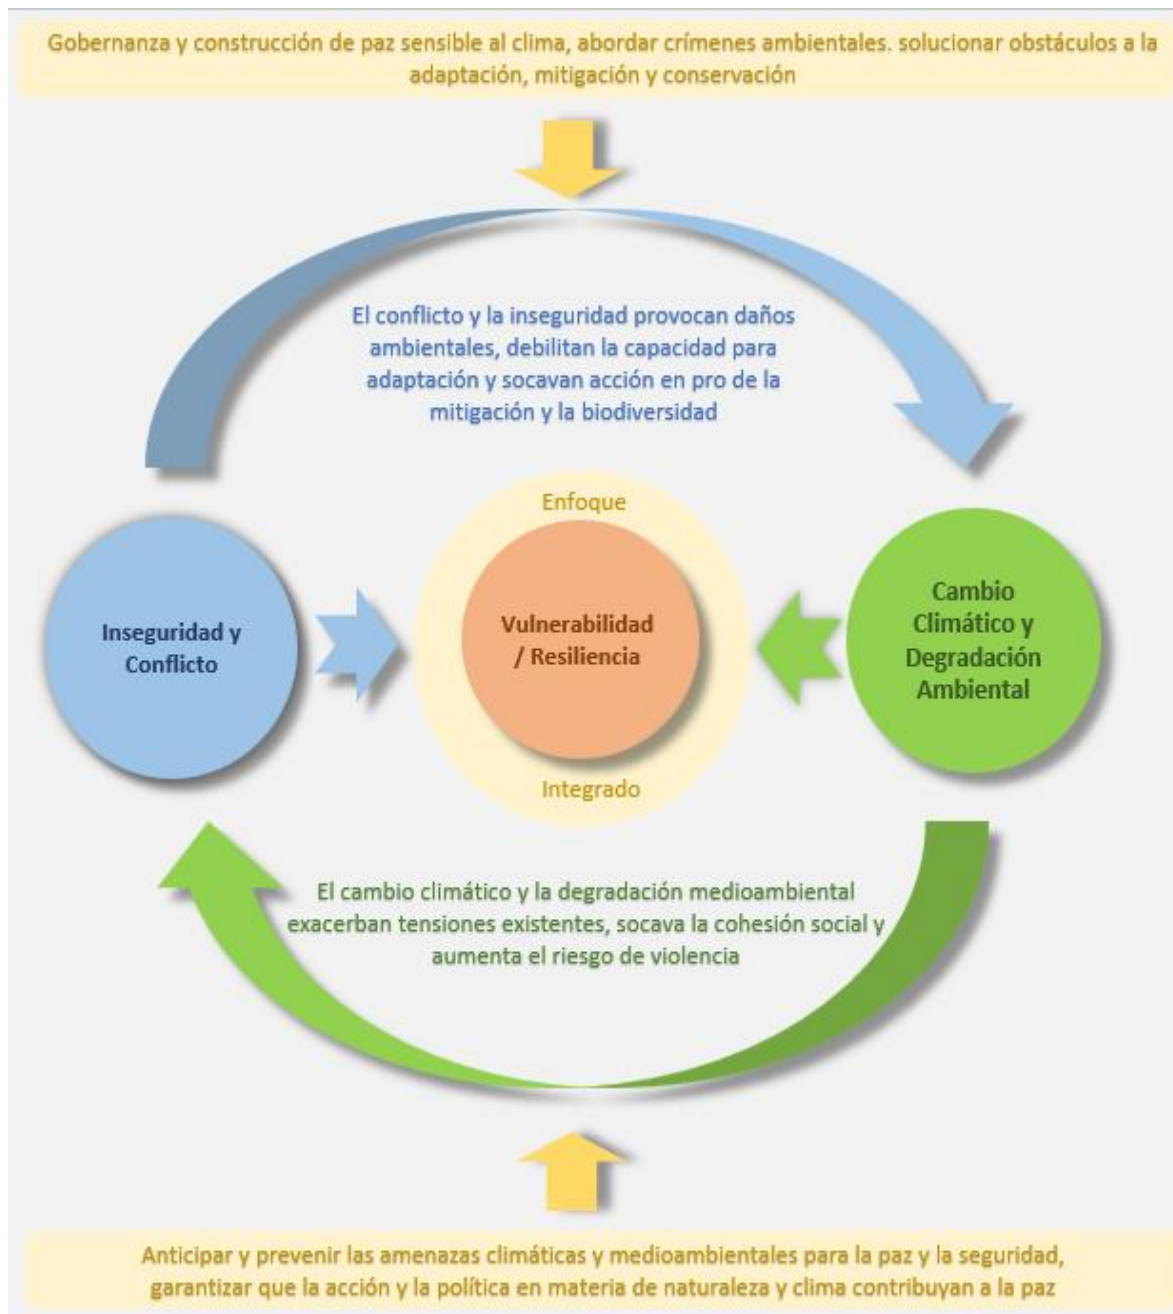 Gobernanza y construcción de paz sensible al clima, abordar crímenes ambientales. solucionar obstáculos a la
adaptación, mitigación y conservación
El conflicto y la inseguridad provocan daños
ambientales, debilitan la capacidad para
adaptación y socavan acción en pro de la
mitigación y la biodiversidad
Inseguridad y
Conflicto
Enfoque
Vulnerabilidad
/ Resiliencia
Integrado
Cambio
Climático y
Degradación
Ambiental
El cambio climático y la degradación medioambiental
exacerban tensiones existentes, socava la cohesión social y
aumenta el riesgo de violencia
Anticipar y prevenir las amenazas climáticas y medioambientales para la paz y la seguridad,
garantizar que la acción y la política en materia de naturaleza y clima contribuyan a la paz